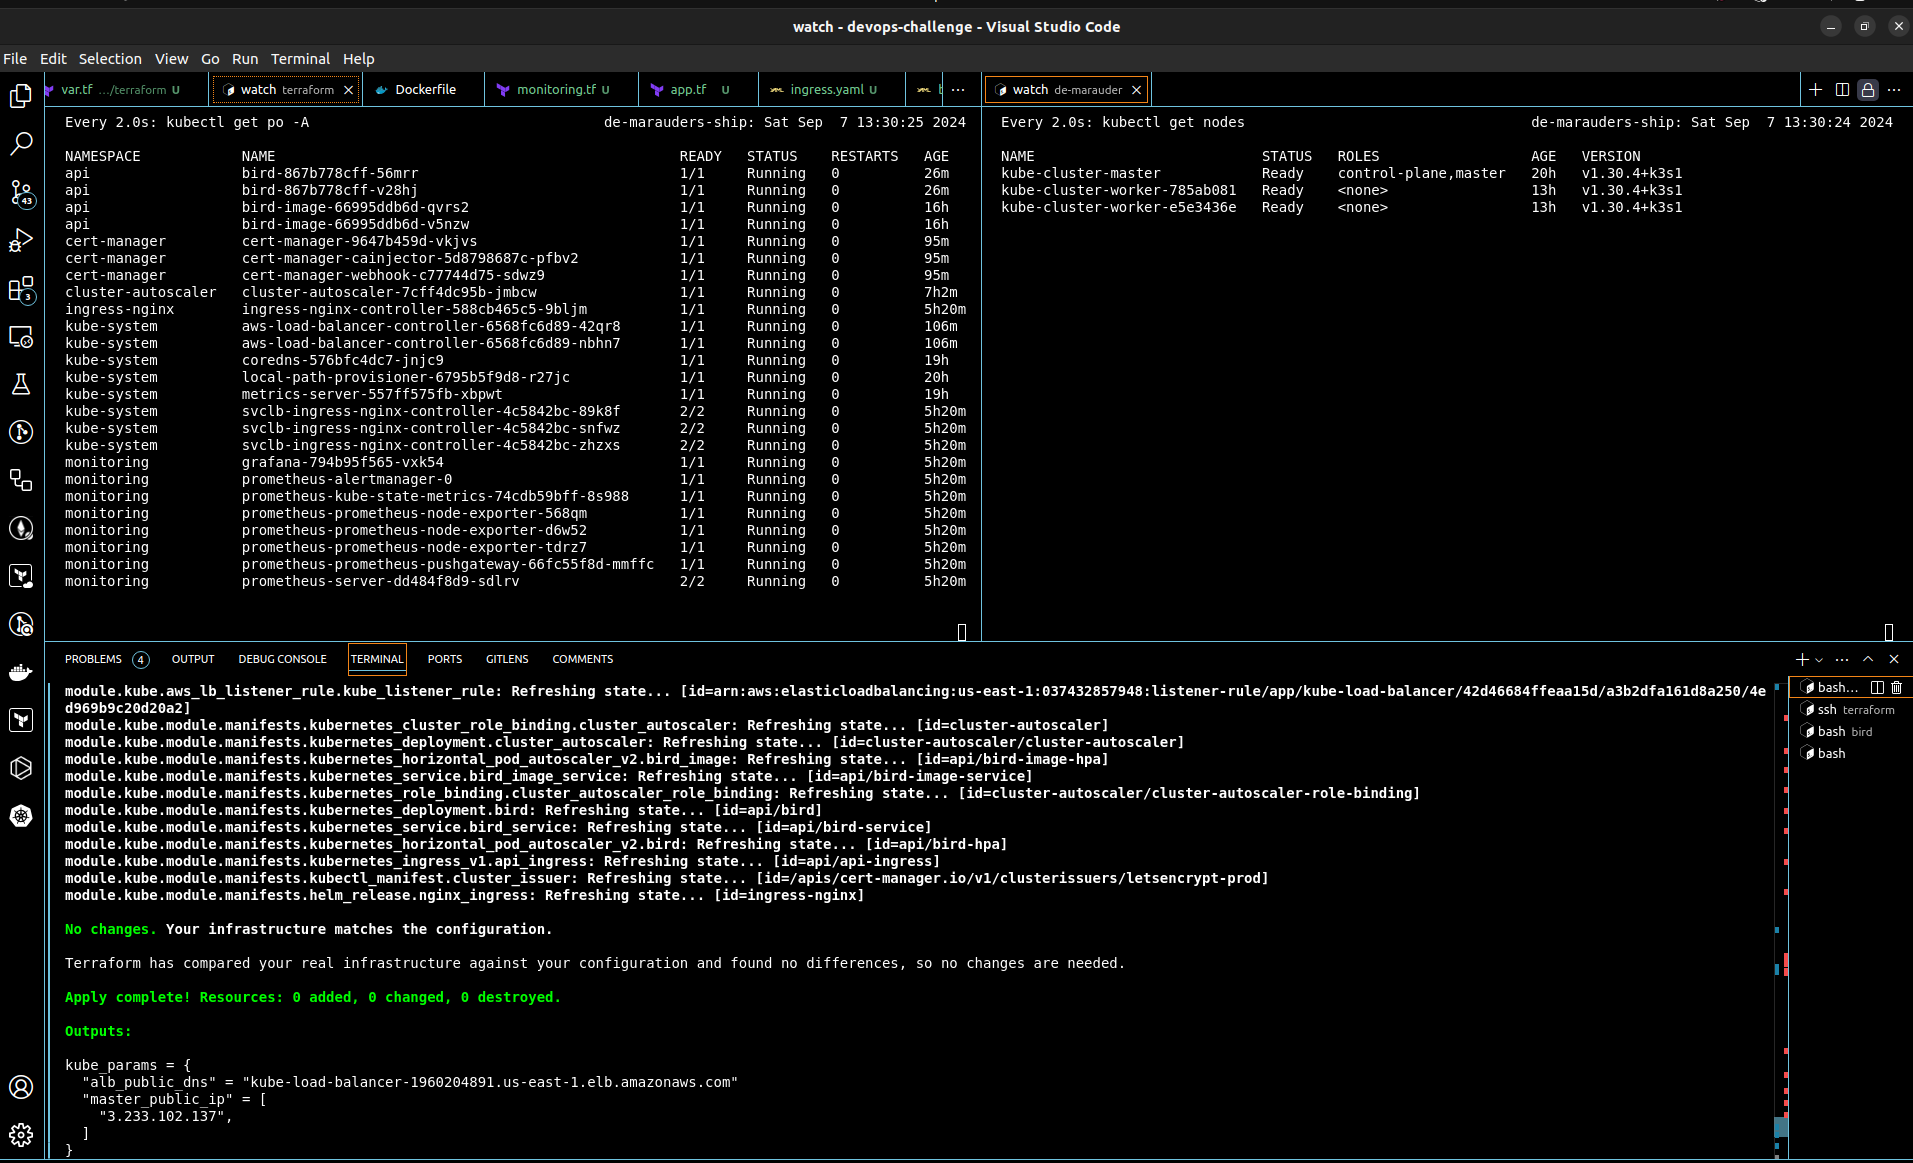 watch - devops-challenge - Visual Studio Code
File Edit Selection View Go Run Terminal Help
var.tf .../terraform U
watch terraform
Dockerfile
monitoring.tf U
app.tf U
ingress.yaml U
watch de-marauder
Every 2.0s: kubectl get po -A de-marauders-ship: Sat Sep 7 13:30:25 2024
NAMESPACE NAME READY STATUS RESTARTS AGE
api bird-867b778cff-56mrr 1/1 Running 0 26m
api bird-867b778cff-v28hj 1/1 Running 0 26m
api bird-image-66995ddb6d-qvrs2 1/1 Running 0 16h
api bird-image-66995ddb6d-v5nzw 1/1 Running 0 16h
cert-manager cert-manager-9647b459d-vkjvs 1/1 Running 0 95m
cert-manager cert-manager-cainjector-5d8798687c-pfbv2 1/1 Running 0 95m
cert-manager cert-manager-webhook-c77744d75-sdwz9 1/1 Running 0 95m
cluster-autoscaler cluster-autoscaler-7cff4dc95b-jmbcw 1/1 Running 0 7h2m
ingress-nginx ingress-nginx-controller-588cb465c5-9bljm 1/1 Running 0 5h20m
kube-system aws-load-balancer-controller-6568fc6d89-42qr8 1/1 Running 0 106m
kube-system aws-load-balancer-controller-6568fc6d89-nbhn7 1/1 Running 0 106m
kube-system coredns-576bfc4dc7-jnjc9 1/1 Running 0 19h
kube-system local-path-provisioner-6795b5f9d8-r27jc 1/1 Running 0 20h
kube-system metrics-server-557ff575fb-xbpwt 1/1 Running 0 19h
kube-system svclb-ingress-nginx-controller-4c5842bc-89k8f 2/2 Running 0 5h20m
kube-system svclb-ingress-nginx-controller-4c5842bc-snfwz 2/2 Running 0 5h20m
kube-system svclb-ingress-nginx-controller-4c5842bc-zhzxs 2/2 Running 0 5h20m
monitoring grafana-794b95f565-vxk54 1/1 Running 0 5h20m
monitoring prometheus-alertmanager-0 1/1 Running 0 5h20m
monitoring prometheus-kube-state-metrics-74cdb59bff-8s988 1/1 Running 0 5h20m
monitoring prometheus-prometheus-node-exporter-568qm 1/1 Running 0 5h20m
monitoring prometheus-prometheus-node-exporter-d6w52 1/1 Running 0 5h20m
monitoring prometheus-prometheus-node-exporter-tdrz7 1/1 Running 0 5h20m
monitoring prometheus-prometheus-pushgateway-66fc55f8d-mmffc 1/1 Running 0 5h20m
monitoring prometheus-server-dd484f8d9-sdlrv 2/2 Running 0 5h20m
Every 2.0s: kubectl get nodes de-marauders-ship: Sat Sep 7 13:30:24 2024
NAME STATUS ROLES AGE VERSION
kube-cluster-master Ready control-plane,master 20h v1.30.4+k3s1
kube-cluster-worker-785ab081 Ready <none> 13h v1.30.4+k3s1
kube-cluster-worker-e5e3436e Ready <none> 13h v1.30.4+k3s1
43
3
PROBLEMS 4 OUTPUT DEBUG CONSOLE TERMINAL PORTS GITLENS COMMENTS
module.kube.aws_lb_listener_rule.kube_listener_rule: Refreshing state... [id=arn:aws:elasticloadbalancing:us-east-1:037432857948:listener-rule/app/kube-load-balancer/42d46684ffeaa15d/a3b2dfa161d8a250/4e
d969b9c20d20a2]
module.kube.module.manifests.kubernetes_cluster_role_binding.cluster_autoscaler: Refreshing state... [id=cluster-autoscaler]
module.kube.module.manifests.kubernetes_deployment.cluster_autoscaler: Refreshing state... [id=cluster-autoscaler/cluster-autoscaler]
module.kube.module.manifests.kubernetes_horizontal_pod_autoscaler_v2.bird_image: Refreshing state... [id=api/bird-image-hpa]
module.kube.module.manifests.kubernetes_service.bird_image_service: Refreshing state... [id=api/bird-image-service]
module.kube.module.manifests.kubernetes_role_binding.cluster_autoscaler_role_binding: Refreshing state... [id=cluster-autoscaler/cluster-autoscaler-role-binding]
module.kube.module.manifests.kubernetes_deployment.bird: Refreshing state... [id=api/bird]
module.kube.module.manifests.kubernetes_service.bird_service: Refreshing state... [id=api/bird-service]
module.kube.module.manifests.kubernetes_horizontal_pod_autoscaler_v2.bird: Refreshing state... [id=api/bird-hpa]
module.kube.module.manifests.kubernetes_ingress_v1.api_ingress: Refreshing state... [id=api/api-ingress]
module.kube.module.manifests.kubectl_manifest.cluster_issuer: Refreshing state... [id=/apis/cert-manager.io/v1/clusterissuers/letsencrypt-prod]
module.kube.module.manifests.helm_release.nginx_ingress: Refreshing state... [id=ingress-nginx]
No changes. Your infrastructure matches the configuration.
Terraform has compared your real infrastructure against your configuration and found no differences, so no changes are needed.
Apply complete! Resources: 0 added, 0 changed, 0 destroyed.
Outputs:
kube_params = {
"alb_public_dns" = "kube-load-balancer-1960204891.us-east-1.elb.amazonaws.com"
"master_public_ip" = [
"3.233.102.137",
]
}
bash...
ssh terraform
bash bird
bash